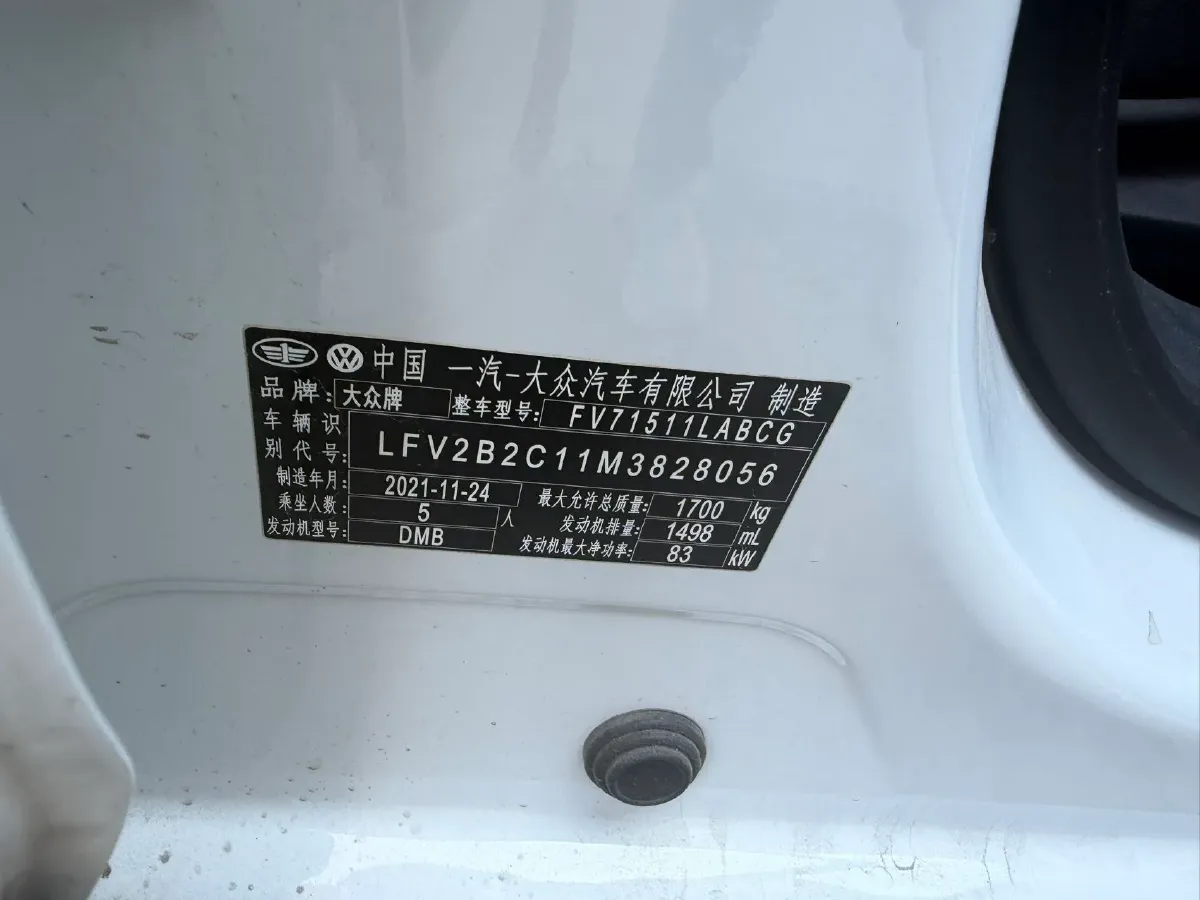 中国 一汽-大众汽车有限公司 制造
品牌: 大众牌 整车型号: FV71511LABCG
车辆识别代号: LFV2B2C11M3828056
制造年月: 2021-11-24 最大允许总质量: 1700 kg
乘坐人数: 5 人 发动机排量: 1498 mL
发动机型号: DMB 发动机最大净功率: 83 kW